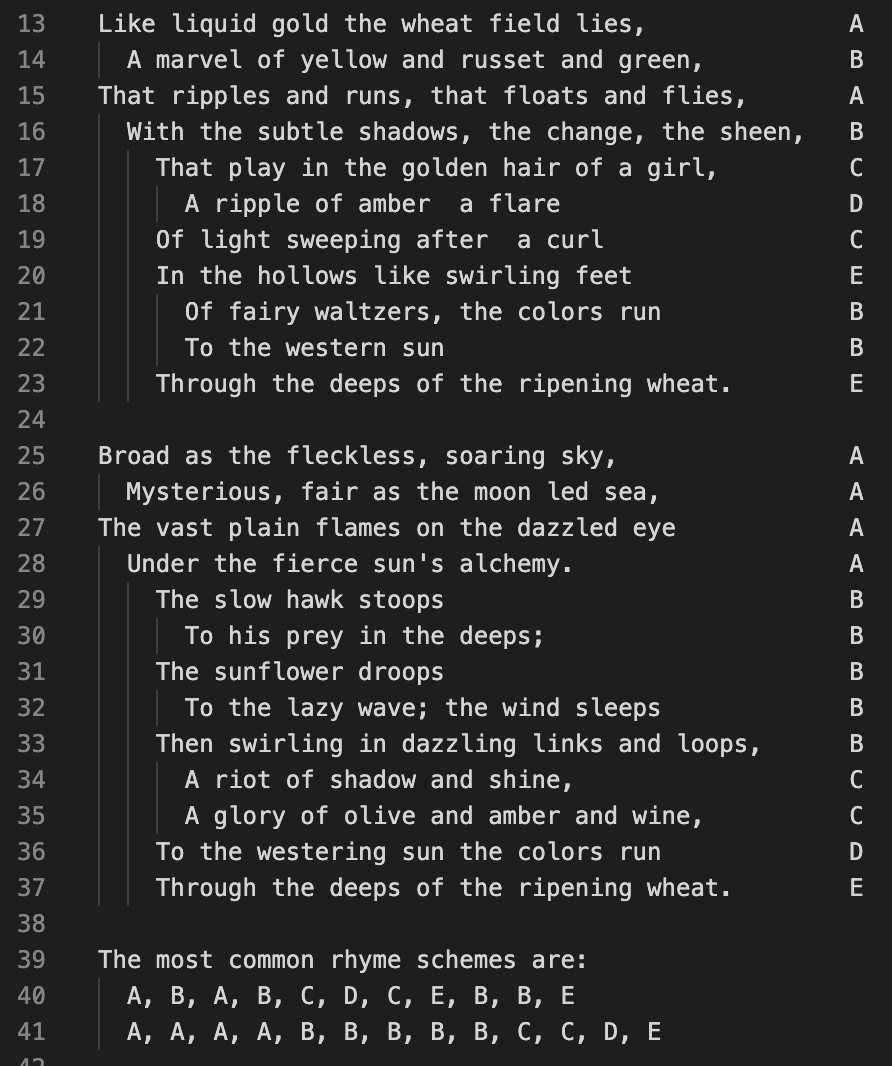 13 Like liquid gold the wheat field lies, A
14 A marvel of yellow and russet and green, B
15 That ripples and runs, that floats and flies, A
16 With the subtle shadows, the change, the sheen, B
17 That play in the golden hair of a girl, C
18 A ripple of amber  a flare D
19 Of light sweeping after  a curl C
20 In the hollows like swirling feet E
21 Of fairy waltzers, the colors run B
22 To the western sun B
23 Through the deeps of the ripening wheat. E
24
25 Broad as the fleckless, soaring sky, A
26 Mysterious, fair as the moon led sea, A
27 The vast plain flames on the dazzled eye A
28 Under the fierce sun's alchemy. A
29 The slow hawk stoops B
30 To his prey in the deeps; B
31 The sunflower droops B
32 To the lazy wave; the wind sleeps B
33 Then swirling in dazzling links and loops, B
34 A riot of shadow and shine, C
35 A glory of olive and amber and wine, C
36 To the westering sun the colors run D
37 Through the deeps of the ripening wheat. E
38
39 The most common rhyme schemes are:
40 A, B, A, B, C, D, C, E, B, B, E
41 A, A, A, A, B, B, B, B, B, C, C, D, E